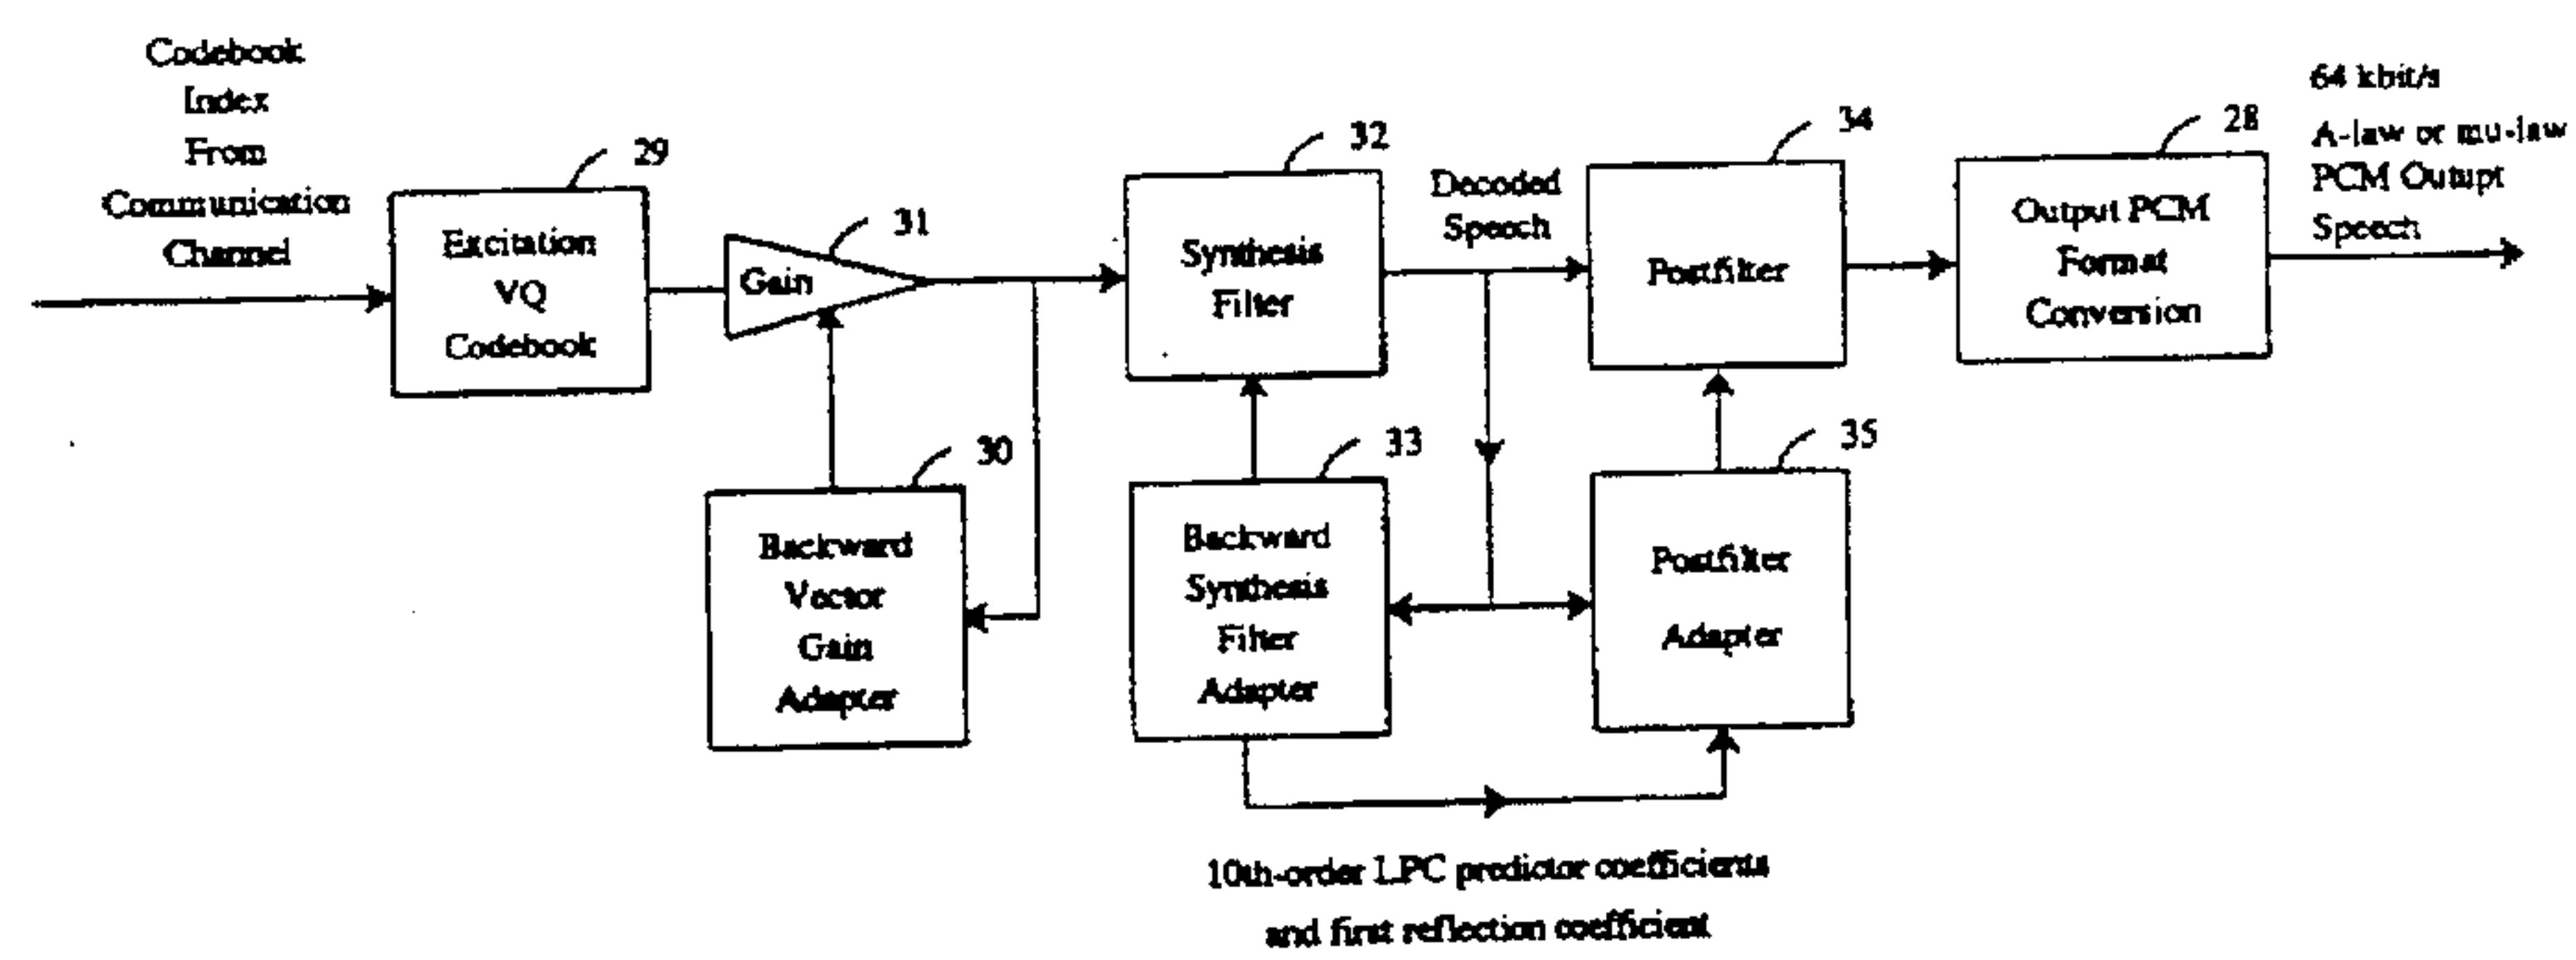 Codebook
Index
From
Communication
Channel
29
Excitation
VQ
Codebook
31
Gain
30
Backward
Vector
Gain
Adapter
32
Synthesis
Filter
33
Backward
Synthesis
Filter
Adapter
Decoded
Speech
34
Postfilter
35
Postfilter
Adapter
28
Output PCM
Format
Conversion
64 kbit/s
A-law or mu-law
PCM Outupt
Speech
10th-order LPC predictor coefficients
and first reflection coefficient